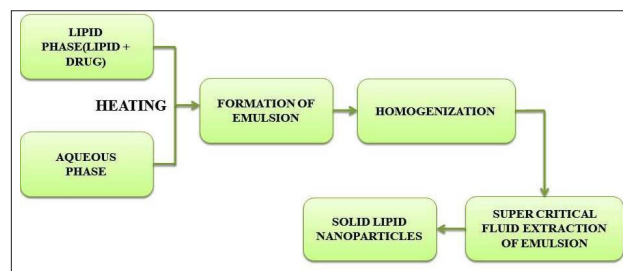 LIPID
PHASE(LIPID +
DRUG)
HEATING
AQUEOUS
PHASE
FORMATION OF
EMULSION
HOMOGENIZATION
SUPER CRITICAL
FLUID EXTRACTION
OF EMULSION
SOLID LIPID
NANOPARTICLES